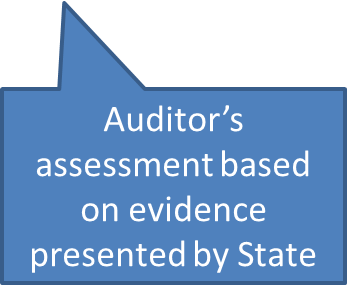 Auditor’s
assessment based
on evidence
presented by State